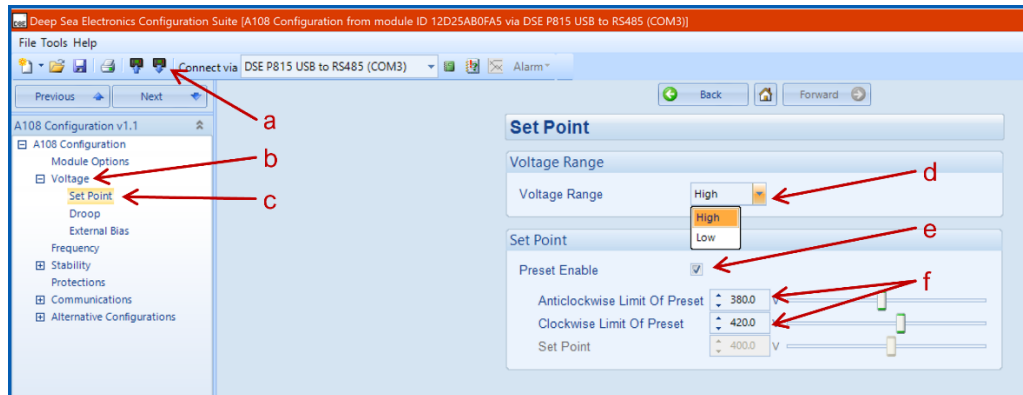 Deep Sea Electronics Configuration Suite [A108 Configuration from module ID 12D25AB0FA5 via DSE P815 USB to RS485 (COM3)]
File Tools Help
Connect via DSE P815 USB to RS485 (COM3) Alarm
Previous Next
Back Forward
A108 Configuration v1.1
A108 Configuration
Module Options
Voltage
Set Point
Droop
External Bias
Frequency
Stability
Protections
Communications
Alternative Configurations
a
b
c
Set Point
Voltage Range
Voltage Range High
High
Low
d
Set Point
e
Preset Enable
f
Anticlockwise Limit Of Preset 380.0 V
Clockwise Limit Of Preset 420.0 V
Set Point 400.0 V